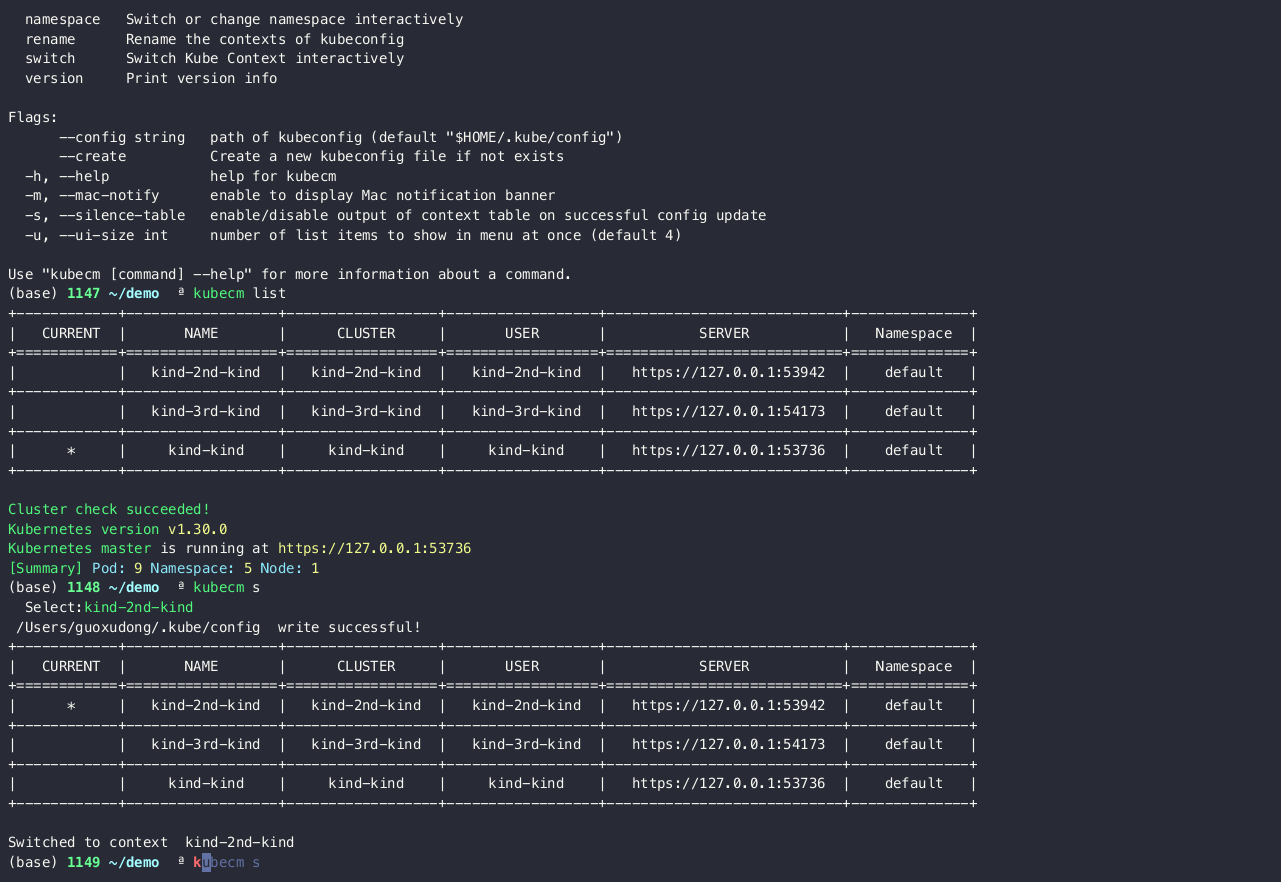 namespace   Switch or change namespace interactively
  rename      Rename the contexts of kubeconfig
  switch      Switch Kube Context interactively
  version     Print version info

Flags:
      --config string   path of kubeconfig (default "$HOME/.kube/config")
      --create          Create a new kubeconfig file if not exists
  -h, --help            help for kubecm
  -m, --mac-notify      enable to display Mac notification banner
  -s, --silence-table   enable/disable output of context table on successful config update
  -u, --ui-size int     number of list items to show in menu at once (default 4)

Use "kubecm [command] --help" for more information about a command.
(base) 1147 ~/demo  ª kubecm list
+------------+------------------+------------------+------------------+----------------------------+-------------+
|   CURRENT  |       NAME       |      CLUSTER     |       USER       |           SERVER           |   Namespace  |
+============+==================+==================+==================+============================+=============+
|            |   kind-2nd-kind  |   kind-2nd-kind  |   kind-2nd-kind  |   https://127.0.0.1:53942  |    default   |
+------------+------------------+------------------+------------------+----------------------------+-------------+
|            |   kind-3rd-kind  |   kind-3rd-kind  |   kind-3rd-kind  |   https://127.0.0.1:54173  |    default   |
+------------+------------------+------------------+------------------+----------------------------+-------------+
|      *     |     kind-kind    |     kind-kind    |     kind-kind    |   https://127.0.0.1:53736  |    default   |
+------------+------------------+------------------+------------------+----------------------------+-------------+

Cluster check succeeded!
Kubernetes version v1.30.0
Kubernetes master is running at https://127.0.0.1:53736
[Summary] Pod: 9 Namespace: 5 Node: 1
(base) 1148 ~/demo  ª kubecm s
  Select:kind-2nd-kind
 /Users/guoxudong/.kube/config  write successful!
+------------+------------------+------------------+------------------+----------------------------+-------------+
|   CURRENT  |       NAME       |      CLUSTER     |       USER       |           SERVER           |   Namespace  |
+============+==================+==================+==================+============================+=============+
|      *     |   kind-2nd-kind  |   kind-2nd-kind  |   kind-2nd-kind  |   https://127.0.0.1:53942  |    default   |
+------------+------------------+------------------+------------------+----------------------------+-------------+
|            |   kind-3rd-kind  |   kind-3rd-kind  |   kind-3rd-kind  |   https://127.0.0.1:54173  |    default   |
+------------+------------------+------------------+------------------+----------------------------+-------------+
|            |     kind-kind    |     kind-kind    |     kind-kind    |   https://127.0.0.1:53736  |    default   |
+------------+------------------+------------------+------------------+----------------------------+-------------+

Switched to context  kind-2nd-kind
(base) 1149 ~/demo  ª kubecm s